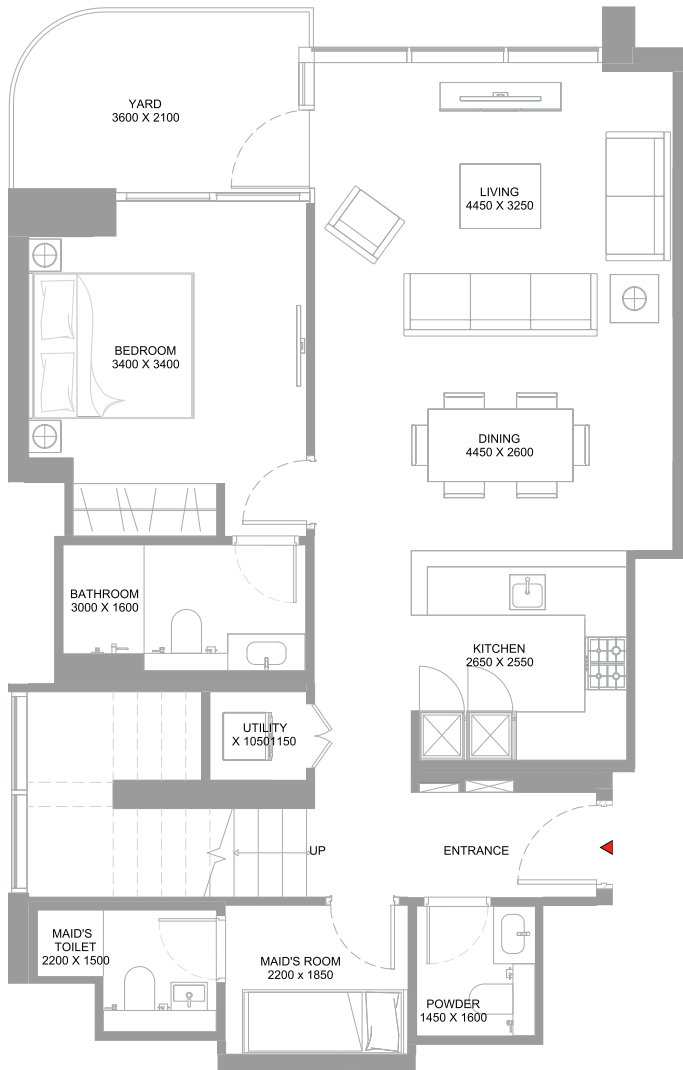 YARD
3600 X 2100
LIVING
4450 X 3250
BEDROOM
3400 X 3400
DINING
4450 X 2600
BATHROOM
3000 X 1600
KITCHEN
2650 X 2550
UTILITY
X 10501150
UP
ENTRANCE
MAID'S
TOILET
2200 X 1500
MAID'S ROOM
2200 x 1850
POWDER
1450 X 1600